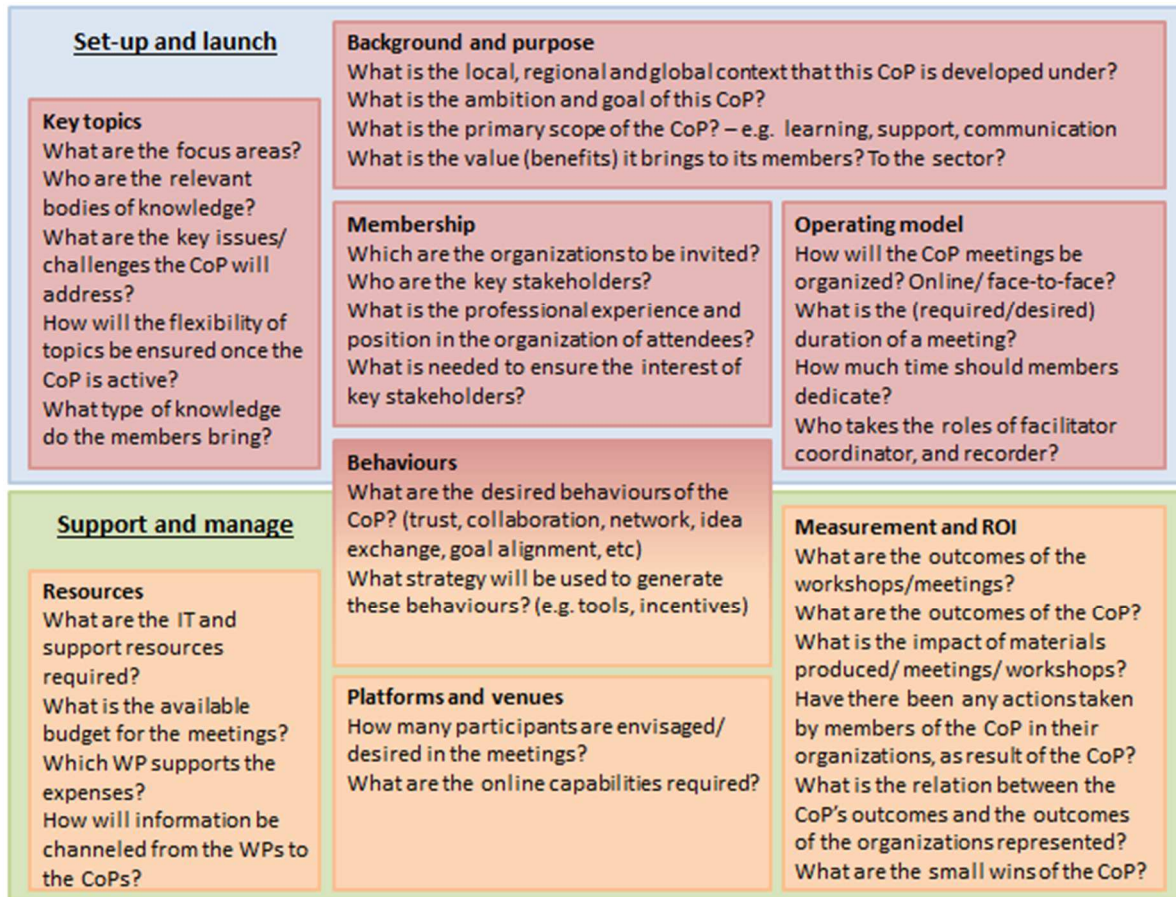 Set-up and launch
Key topics
What are the focus areas?
Who are the relevant
bodies of knowledge?
What are the key issues/
challenges the CoP will
address?
How will the flexibility of
topics be ensured once the
CoP is active?
What type of knowledge
do the members bring?
Background and purpose
What is the local, regional and global context that this CoP is developed under?
What is the ambition and goal of this CoP?
What is the primary scope of the CoP? – e.g. learning, support, communication
What is the value (benefits) it brings to its members? To the sector?
Membership
Which are the organizations to be invited?
Who are the key stakeholders?
What is the professional experience and
position in the organization of attendees?
What is needed to ensure the interest of
key stakeholders?
Operating model
How will the CoP meetings be
organized? Online/ face-to-face?
What is the (required/desired)
duration of a meeting?
How much time should members
dedicate?
Who takes the roles of facilitator
coordinator, and recorder?
Behaviours
What are the desired behaviours of the
CoP? (trust, collaboration, network, idea
exchange, goal alignment, etc)
What strategy will be used to generate
these behaviours? (e.g. tools, incentives)
Support and manage
Resources
What are the IT and
support resources
required?
What is the available
budget for the meetings?
Which WP supports the
expenses?
How will information be
channeled from the WPs to
the CoPs?
Platforms and venues
How many participants are envisaged/
desired in the meetings?
What are the online capabilities required?
Measurement and ROI
What are the outcomes of the
workshops/meetings?
What are the outcomes of the CoP?
What is the impact of materials
produced/ meetings/ workshops?
Have there been any actions taken
by members of the CoP in their
organizations, as result of the CoP?
What is the relation between the
CoP's outcomes and the outcomes
of the organizations represented?
What are the small wins of the CoP?